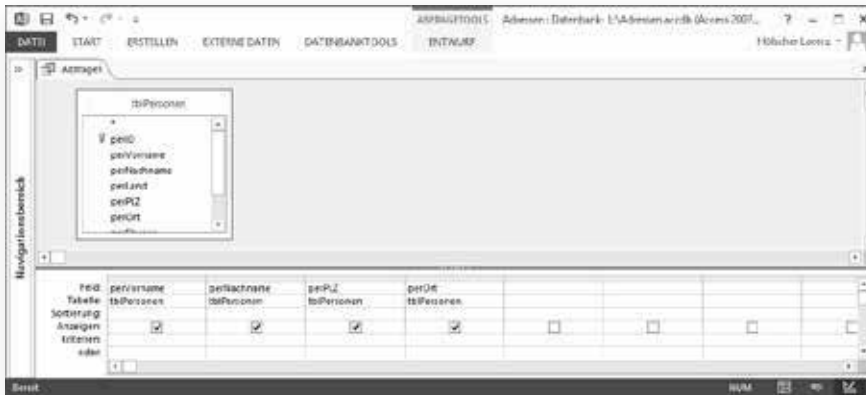 ABFRAGETOOLS Adressen : Datenbank- L:\Adressen.accdb (Access 2007...
DATEI START ERSTELLEN EXTERNE DATEN DATENBANKTOOLS ENTWURF Hölscher Lorenz
Abfrage1
tblPersonen
*
perID
perVorname
perNachname
perLand
perPLZ
perOrt
Navigationsbereich
Feld: perVorname perNachname perPLZ perOrt
Tabelle: tblPersonen tblPersonen tblPersonen tblPersonen
Sortierung:
Anzeigen:
Kriterien:
oder:
Bereit NUM